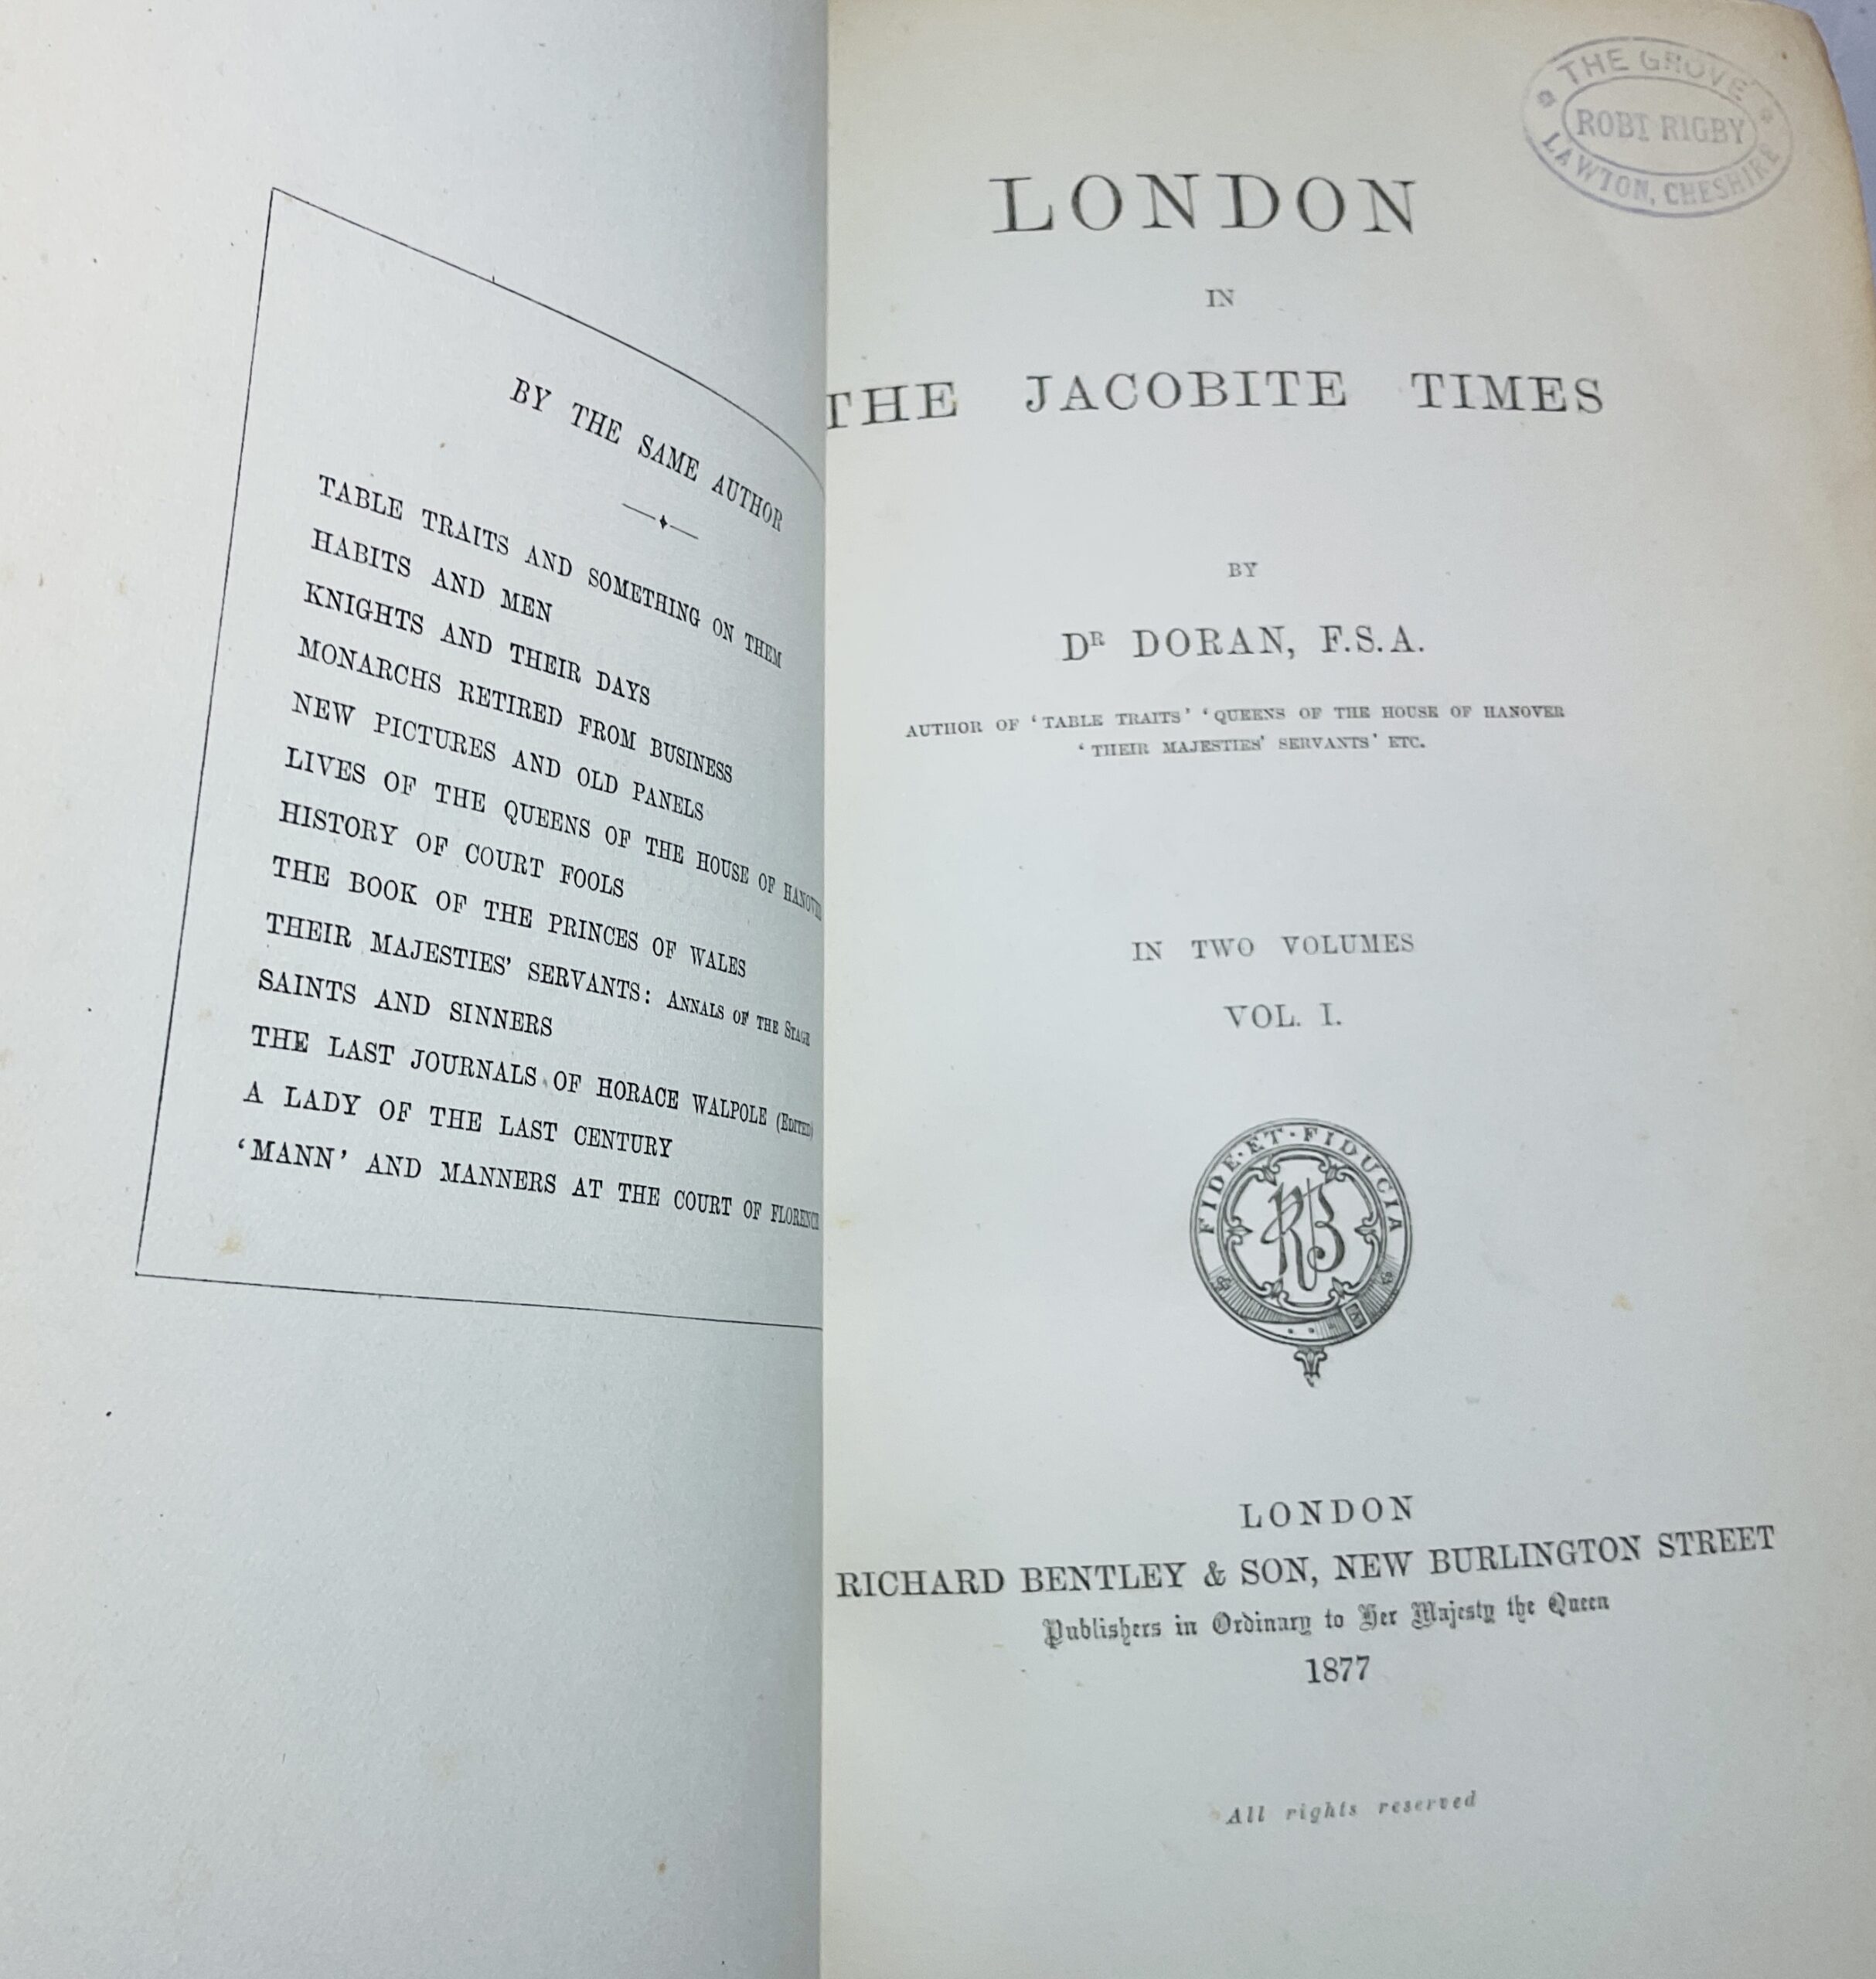 BY THE SAME AUTHOR
TABLE TRAITS AND SOMETHING ON THEM
HABITS AND MEN
KNIGHTS AND THEIR DAYS
MONARCHS RETIRED FROM BUSINESS
NEW PICTURES AND OLD PANELS
LIVES OF THE QUEENS OF THE HOUSE OF HANOVER
HISTORY OF COURT FOOLS
THE BOOK OF THE PRINCES OF WALES
THEIR MAJESTIES' SERVANTS: ANNALS OF THE STAGE
SAINTS AND SINNERS
THE LAST JOURNALS OF HORACE WALPOLE (EDITED)
A LADY OF THE LAST CENTURY
'MANN' AND MANNERS AT THE COURT OF FLORENCE
THE GROVE
ROBT RIGBY
LAWTON, CHESHIRE
LONDON
IN
THE JACOBITE TIMES
BY
DR DORAN, F.S.A.
AUTHOR OF 'TABLE TRAITS' 'QUEENS OF THE HOUSE OF HANOVER
'THEIR MAJESTIES' SERVANTS' ETC.
IN TWO VOLUMES
VOL. I.
FIDE·ET·FIDUCIA
RB
LONDON
RICHARD BENTLEY & SON, NEW BURLINGTON STREET
Publishers in Ordinary to Her Majesty the Queen
1877
All rights reserved